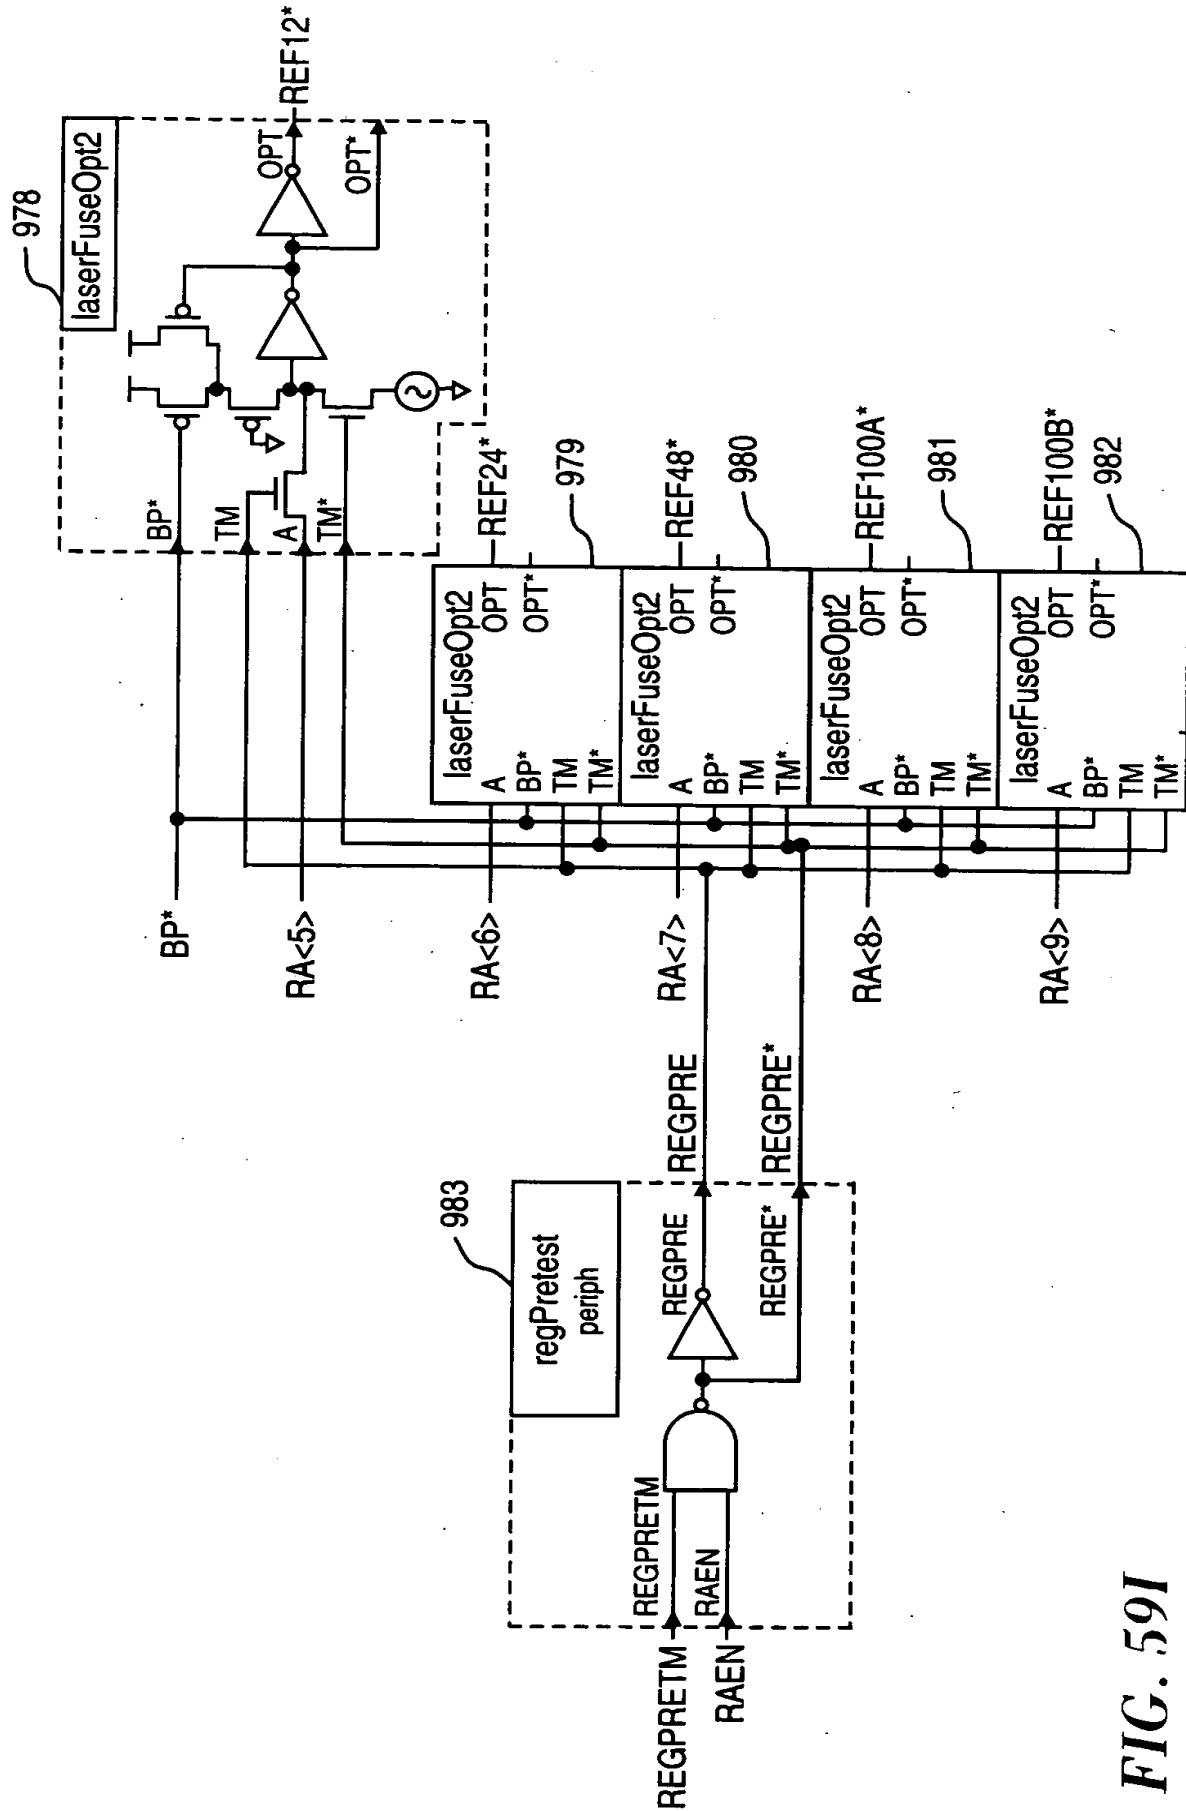 978
laserFuseOpt2
BP*
TM
A
TM*
OPT
OPT*
REF12*
BP*
RA<5>
RA<6>
RA<7>
RA<8>
RA<9>
laserFuseOpt2
A
BP*
TM
TM*
OPT
OPT*
REF24*
979
laserFuseOpt2
A
BP*
TM
TM*
OPT
OPT*
REF48*
980
laserFuseOpt2
A
BP*
TM
TM*
OPT
OPT*
REF100A*
981
laserFuseOpt2
A
BP*
TM
TM*
OPT
OPT*
REF100B*
982
983
regPretest
periph
REGPRETM
RAEN
REGPRETM
RAEN
REGPRE
REGPRE*
REGPRE
REGPRE*
FIG. 59I